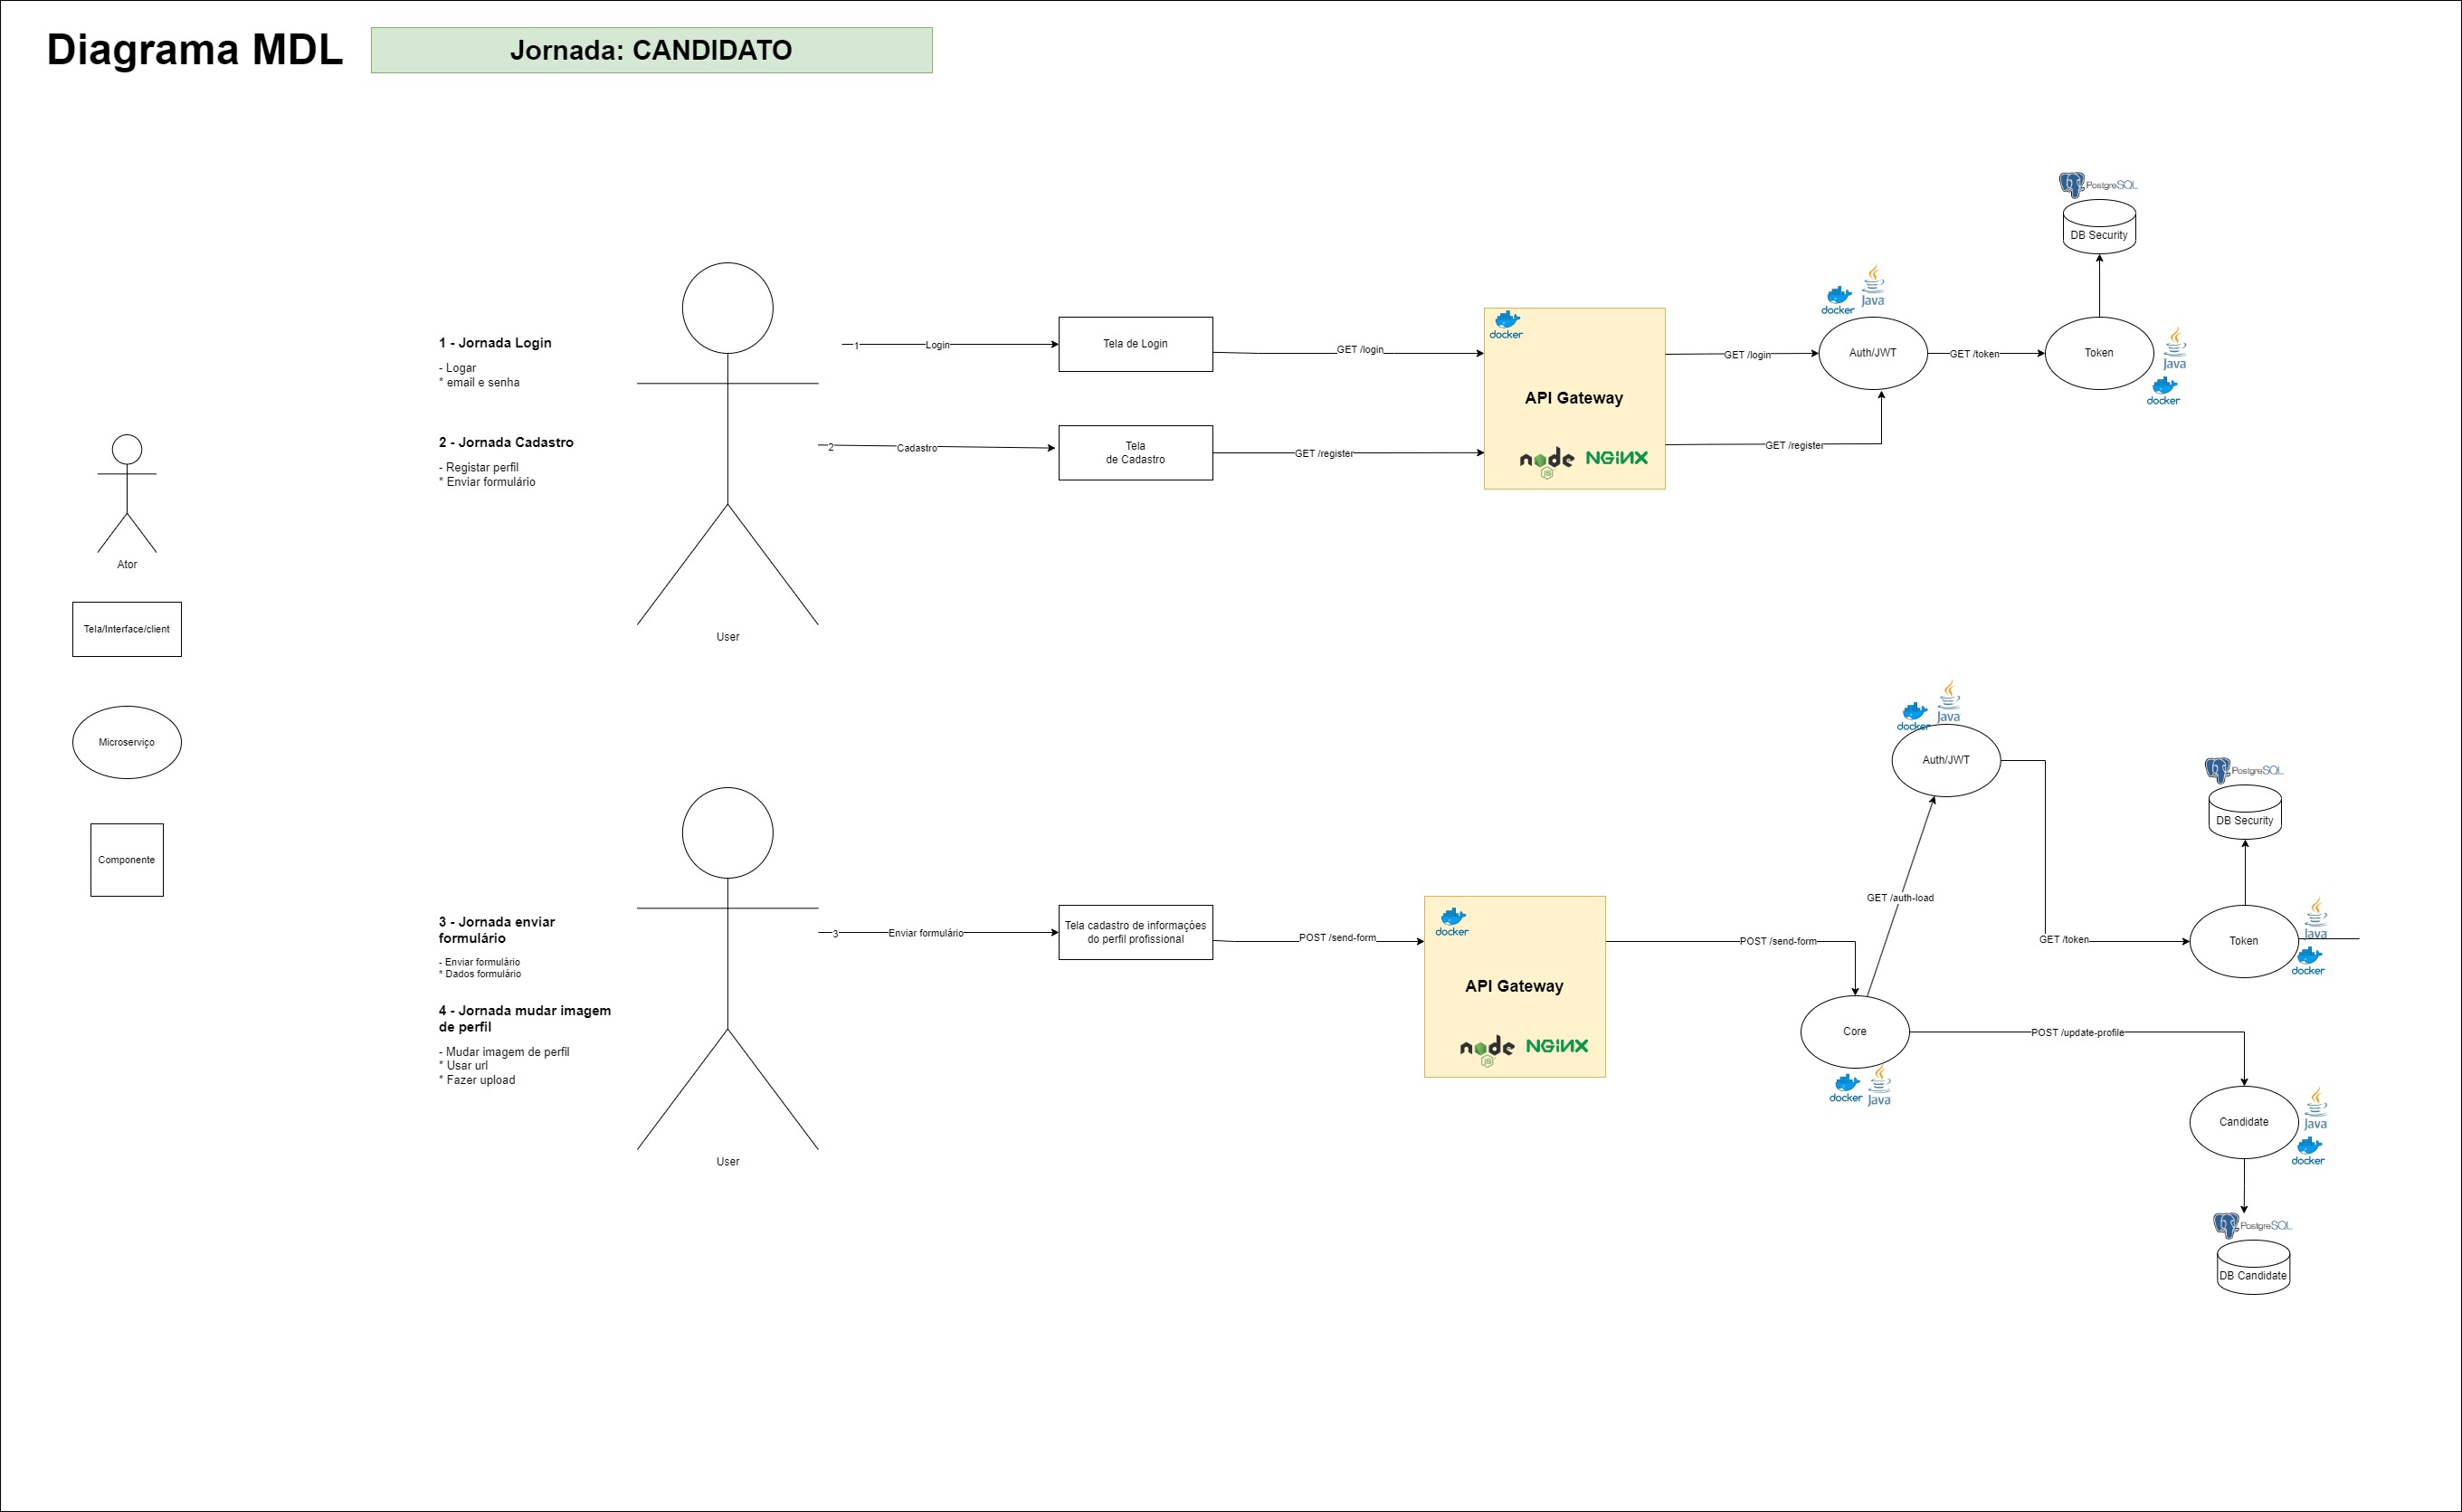 Diagrama MDL
Jornada: CANDIDATO
Ator
Tela/Interface/client
Microserviço
Componente
1 - Jornada Login
- Logar
* email e senha
2 - Jornada Cadastro
- Registar perfil
* Enviar formulário
User
1
Login
Tela de Login
GET /login
2
Cadastro
Tela
de Cadastro
GET /register
docker
API Gateway
node
JS
NGINX
GET /login
GET /register
docker
Java
Auth/JWT
GET /token
PostgreSQL
DB Security
Token
Java
docker
3 - Jornada enviar
formulário
- Enviar formulário
* Dados formulário
4 - Jornada mudar imagem
de perfil
- Mudar imagem de perfil
* Usar url
* Fazer upload
User
3
Enviar formulário
Tela cadastro de informações
do perfil profissional
POST /send-form
docker
API Gateway
node
JS
NGINX
POST /send-form
docker
Java
Auth/JWT
GET /auth-load
Core
docker
Java
GET /token
PostgreSQL
DB Security
Token
Java
docker
POST /update-profile
Candidate
Java
docker
PostgreSQL
DB Candidate